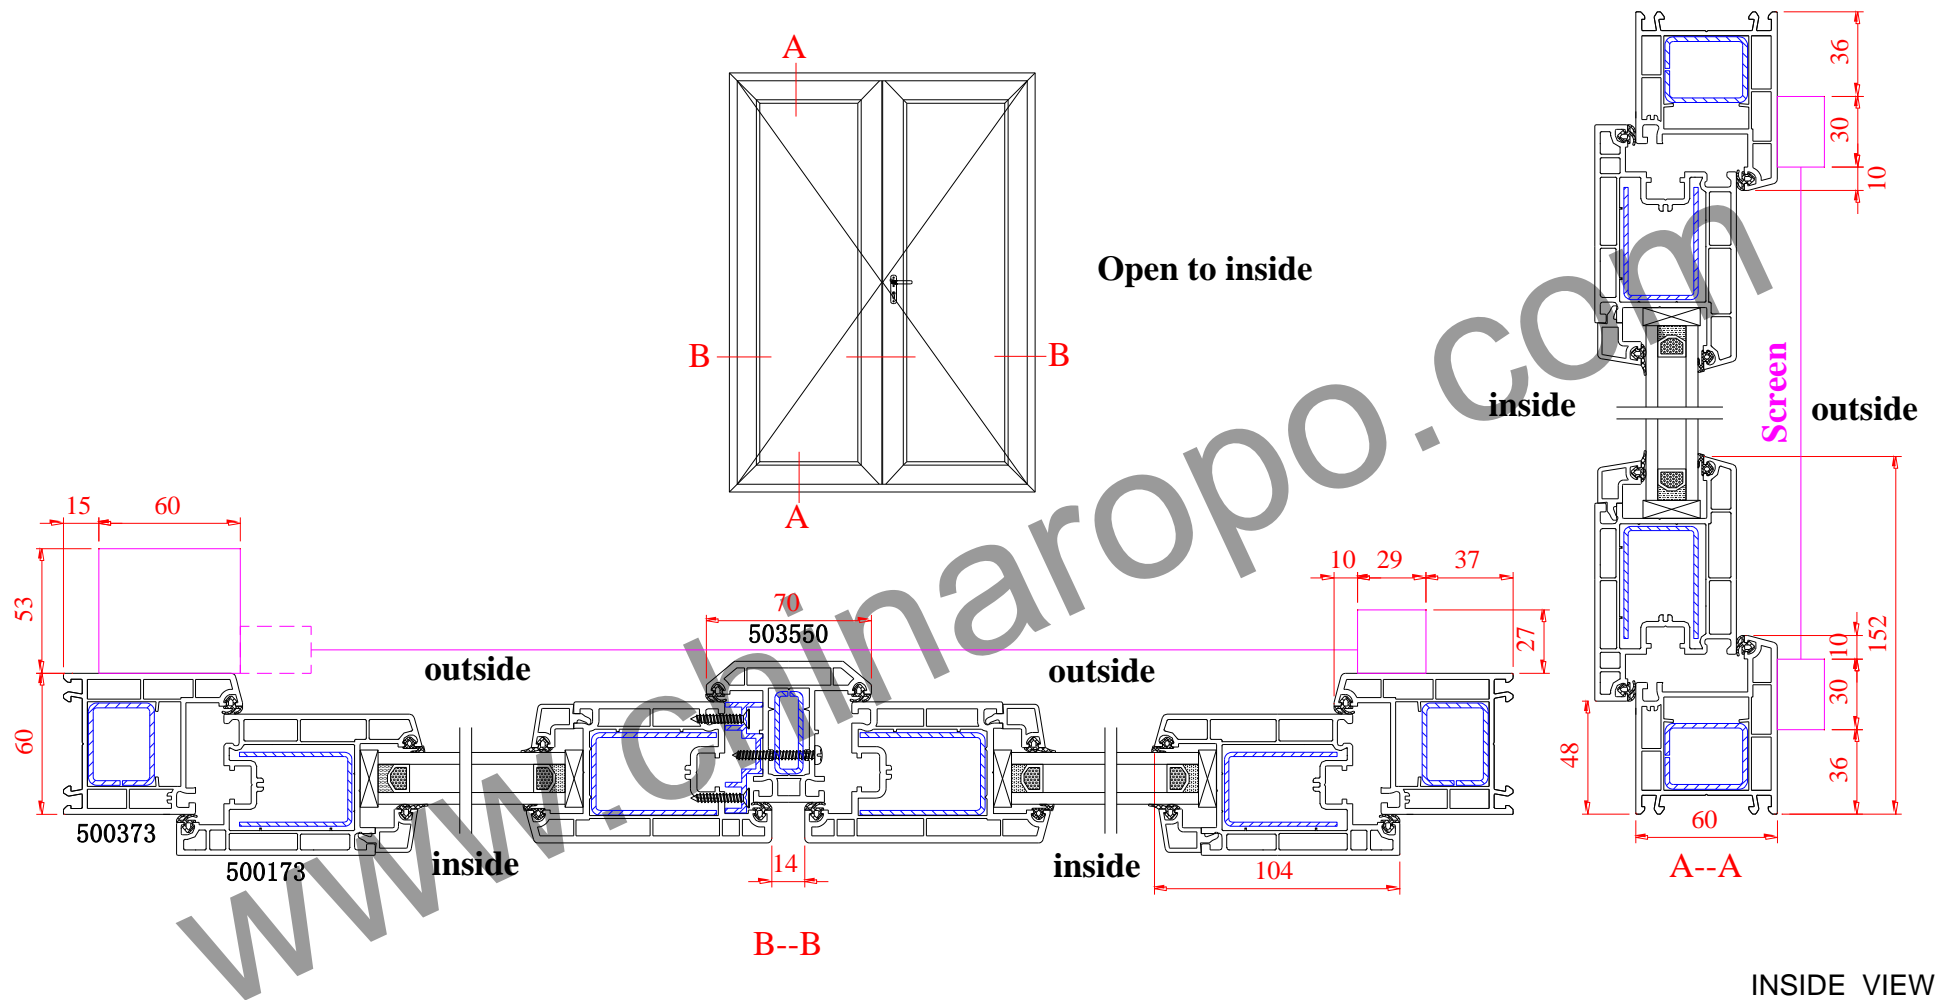 A
Open to inside
B
B
A
36
30
10
inside
Screen
outside
15
60
53
60
70
503550
outside
outside
10
29
37
27
152
10
30
36
48
60
A--A
500373
500173
inside
14
inside
104
B--B
www.chinaropo.com
INSIDE VIEW